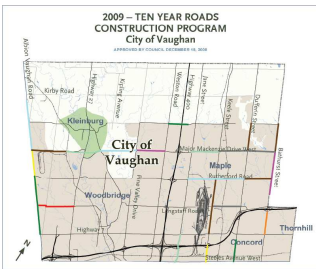 2009 – TEN YEAR ROADS
CONSTRUCTION PROGRAM
City of Vaughan
APPROVED BY COUNCIL DECEMBER 15, 2008
Albion Vaughan Road
Kirby Road
Highway 27
Kipling Avenue
Weston Road
Highway 400
Jane Street
Keele Street
Dufferin Street
Bathurst Street
Kleinburg
City of
Vaughan
Major Mackenzie Drive West
Maple
Rutherford Road
Woodbridge
Pine Valley Drive
Langstaff Road
Highway 7
Thornhill
Concord
Steeles Avenue West
N